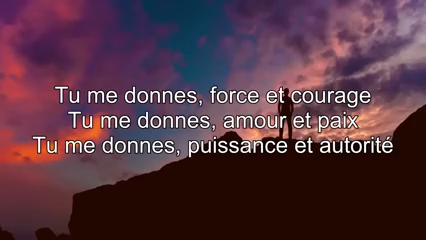 Tu me donnes, force et courage
Tu me donnes, amour et paix
Tu me donnes, puissance et autorité